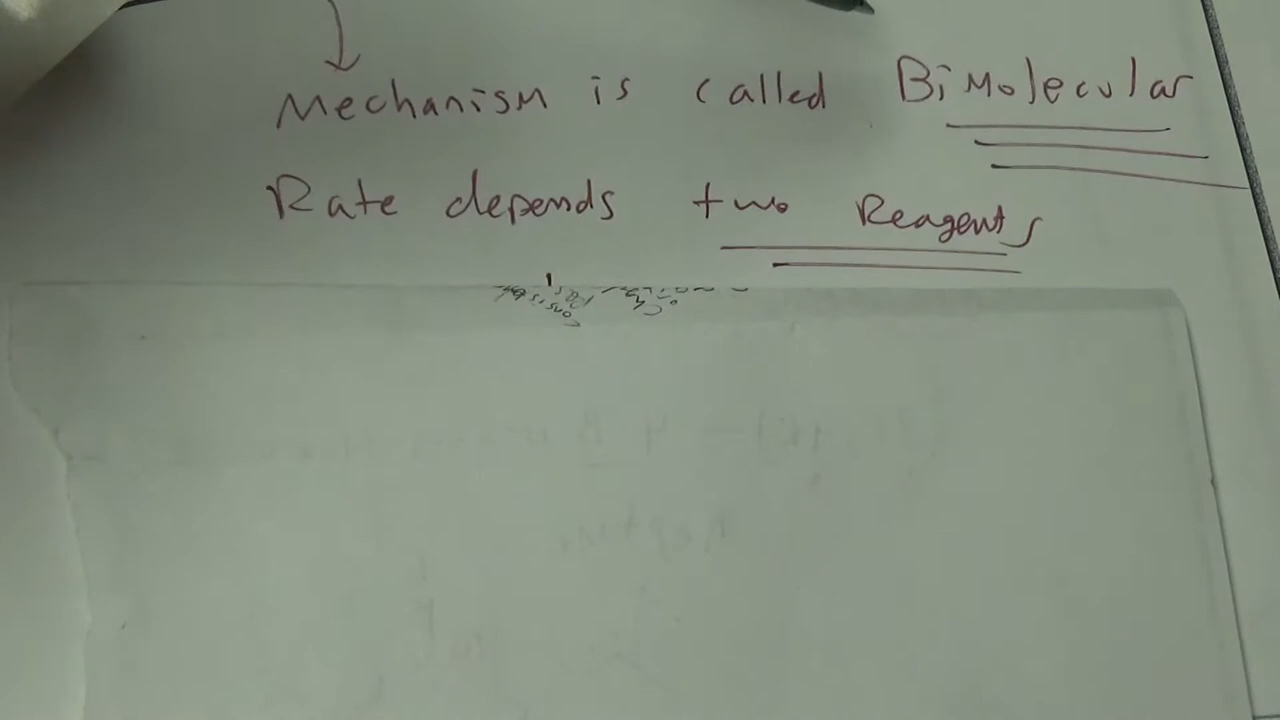 Mechanism is called BiMolecular
Rate depends two Reagents